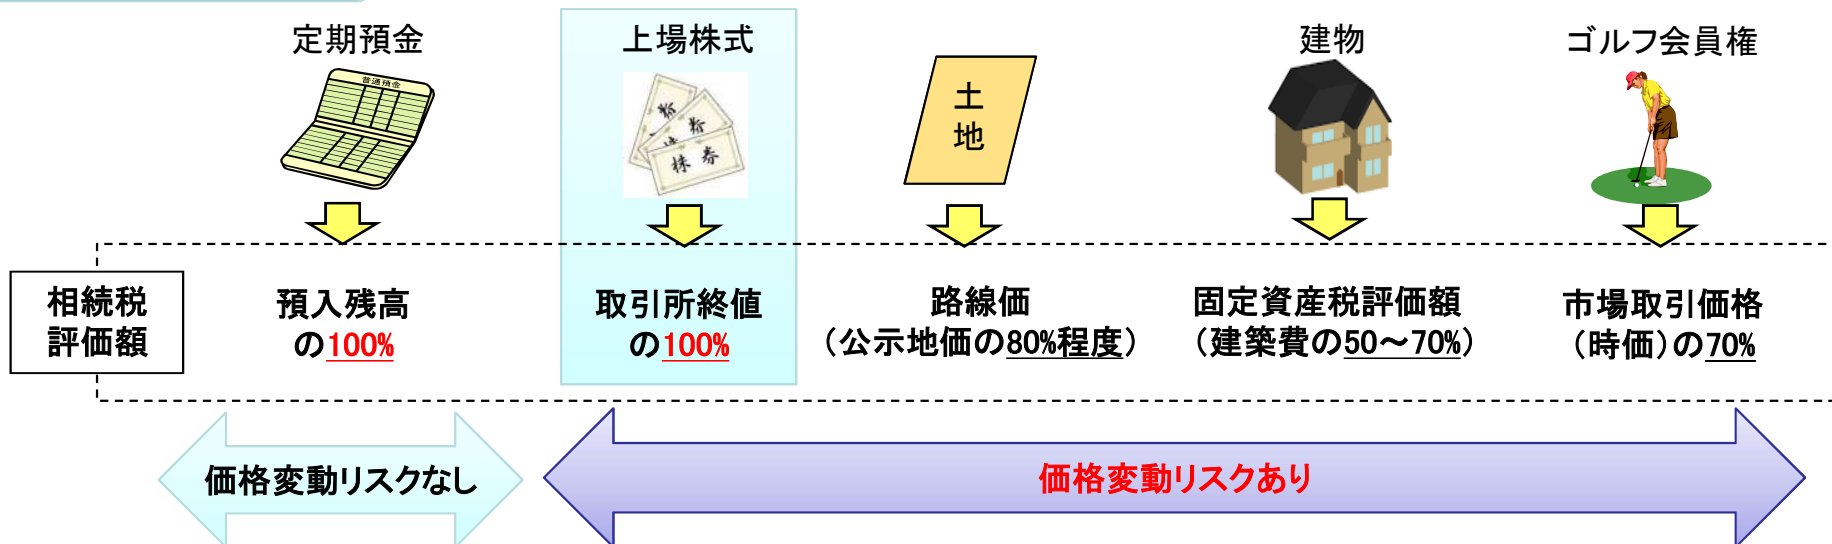 定期預金
上場株式
建物
ゴルフ会員権
普通預金
土
地
株券
相続税
評価額
預入残高
の100%
取引所終値
の100%
路線価
(公示地価の80%程度)
固定資産税評価額
(建築費の50～70%)
市場取引価格
(時価)の70%
価格変動リスクなし
価格変動リスクあり